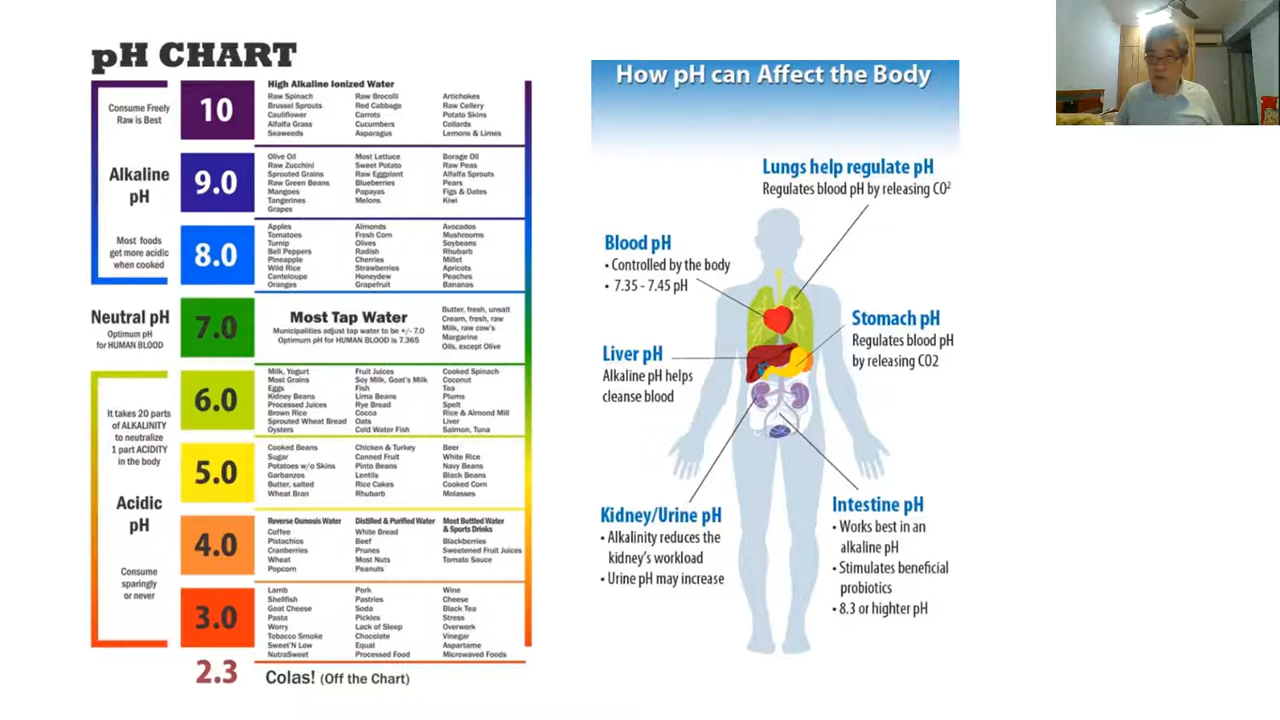 pH CHART
Consume Freely
Raw is Best
Alkaline
pH
Most foods
get more acidic
when cooked
Neutral pH
Optimum pH
for HUMAN BLOOD
It takes 20 parts
of ALKALINITY
to neutralize
1 part ACIDITY
in the body
Acidic
pH
Consume
sparingly
or never
10
High Alkaline Ionized Water
Raw Spinach Raw Brocolli Artichokes
Brussel Sprouts Red Cabbage Raw Cellery
Cauliflower Carrots Potato Skins
Alfalfa Grass Cucumbers Collards
Seaweeds Asparagus Lemons & Limes
9.0
Olive Oil Most Lettuce Borage Oil
Raw Zucchini Sweet Potato Raw Peas
Sprouted Grains Raw Eggplant Alfalfa Sprouts
Raw Green Beans Blueberries Pears
Mangoes Papayas Figs & Dates
Tangerines Melons Kiwi
Grapes
8.0
Apples Almonds Avocados
Tomatoes Fresh Corn Mushrooms
Turnip Olives Soybeans
Bell Peppers Radish Rhubarb
Pineapple Cherries Millet
Wild Rice Strawberries Apricots
Canteloupe Honeydew Peaches
Oranges Grapefruit Bananas
7.0
Most Tap Water
Municipalities adjust tap water to be +/- 7.0
Optimum pH for HUMAN BLOOD is 7.365
Butter, fresh, unsalt
Cream, fresh, raw
Milk, raw cow's
Margarine
Oils, except Olive
6.0
Milk, Yogurt Fruit Juices Cooked Spinach
Most Grains Soy Milk, Goat's Milk Coconut
Eggs Fish Tea
Kidney Beans Lima Beans Plums
Processed Juices Rye Bread Spelt
Brown Rice Cocoa Rice & Almond Mill
Sprouted Wheat Bread Oats Liver
Oysters Cold Water Fish Salmon, Tuna
5.0
Cooked Beans Chicken & Turkey Beer
Sugar Canned Fruit White Rice
Potatoes w/o Skins Pinto Beans Navy Beans
Garbanzos Lentils Black Beans
Butter, salted Rice Cakes Cooked Corn
Wheat Bran Rhubarb Molasses
4.0
Reverse Osmosis Water Distilled & Purified Water Most Bottled Water
& Sports Drinks
Coffee White Bread Blackberries
Pistachios Beef Sweetened Fruit Juices
Cranberries Prunes Tomato Sauce
Wheat Most Nuts
Popcorn Peanuts
3.0
Lamb Pork Wine
Shellfish Pastries Cheese
Goat Cheese Soda Black Tea
Pasta Pickles Stress
Worry Lack of Sleep Overwork
Tobacco Smoke Chocolate Vinegar
Sweet'N Low Equal Aspartame
NutraSweet Processed Food Microwaved Foods
2.3
Colas! (Off the Chart)
How pH can Affect the Body
Lungs help regulate pH
Regulates blood pH by releasing CO²
Blood pH
• Controlled by the body
• 7.35 - 7.45 pH
Stomach pH
Regulates blood pH
by releasing CO2
Liver pH
Alkaline pH helps
cleanse blood
Kidney/Urine pH
• Alkalinity reduces the
kidney's workload
• Urine pH may increase
Intestine pH
• Works best in an
alkaline pH
• Stimulates beneficial
probiotics
• 8.3 or highter pH